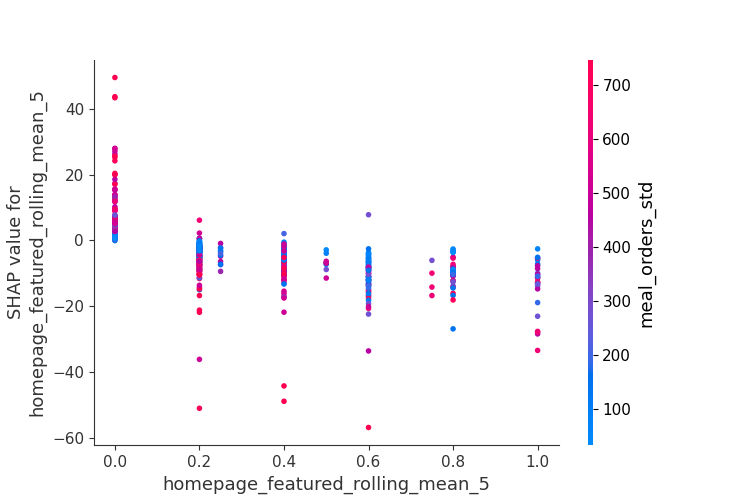 SHAP value for
homepage_featured_rolling_mean_5
40
20
0
−20
−40
−60
0.0 0.2 0.4 0.6 0.8 1.0
homepage_featured_rolling_mean_5
700
600
500
400
300
200
100
meal_orders_std